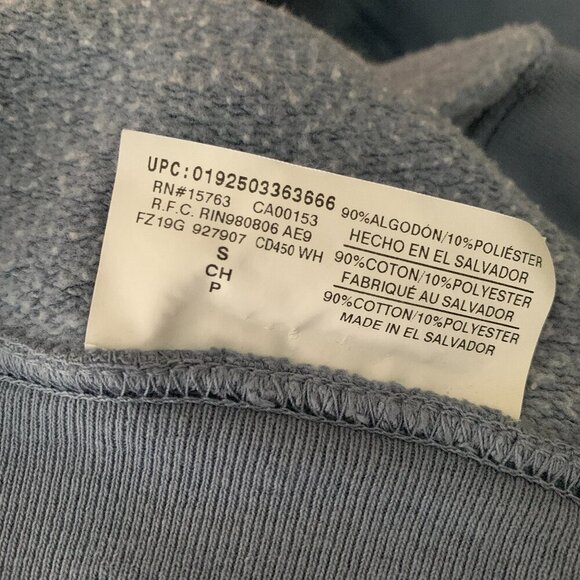 UPC:0192503363666
RN#15763 CA00153
R.F.C. RIN980806 AE9
FZ19G 927907 CD450 WH
S
CH
P
90%ALGODÓN/10%POLIÉSTER
HECHO EN EL SALVADOR
90%COTON/10%POLYESTER
FABRIQUÉ AU SALVADOR
90%COTTON/10%POLYESTER
MADE IN EL SALVADOR